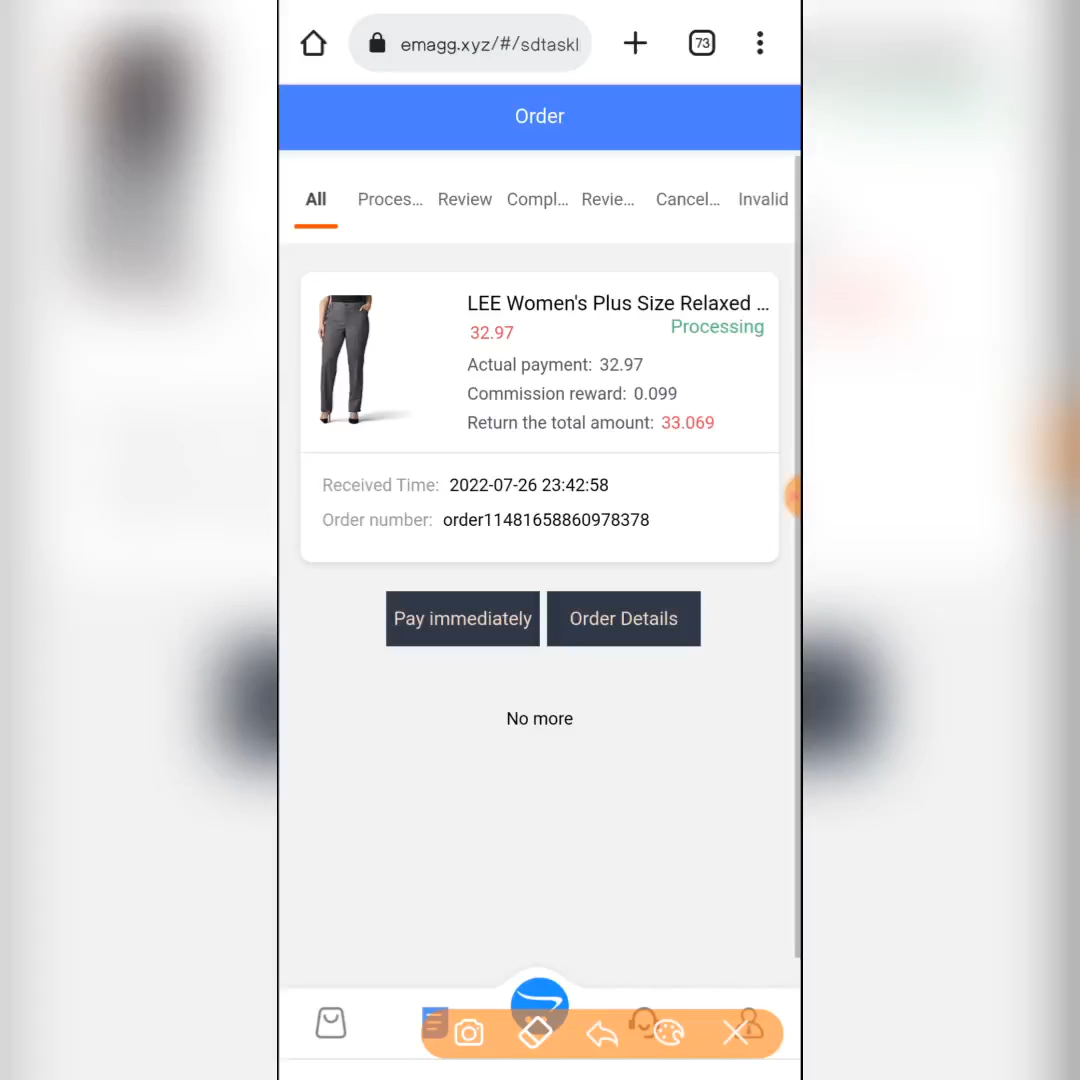 emagg.xyz/#/sdtaskl
73
Order
All Proces... Review Compl... Revie... Cancel... Invalid
LEE Women's Plus Size Relaxed ...
32.97
Processing
Actual payment: 32.97
Commission reward: 0.099
Return the total amount: 33.069
Received Time: 2022-07-26 23:42:58
Order number: order11481658860978378
Pay immediately
Order Details
No more